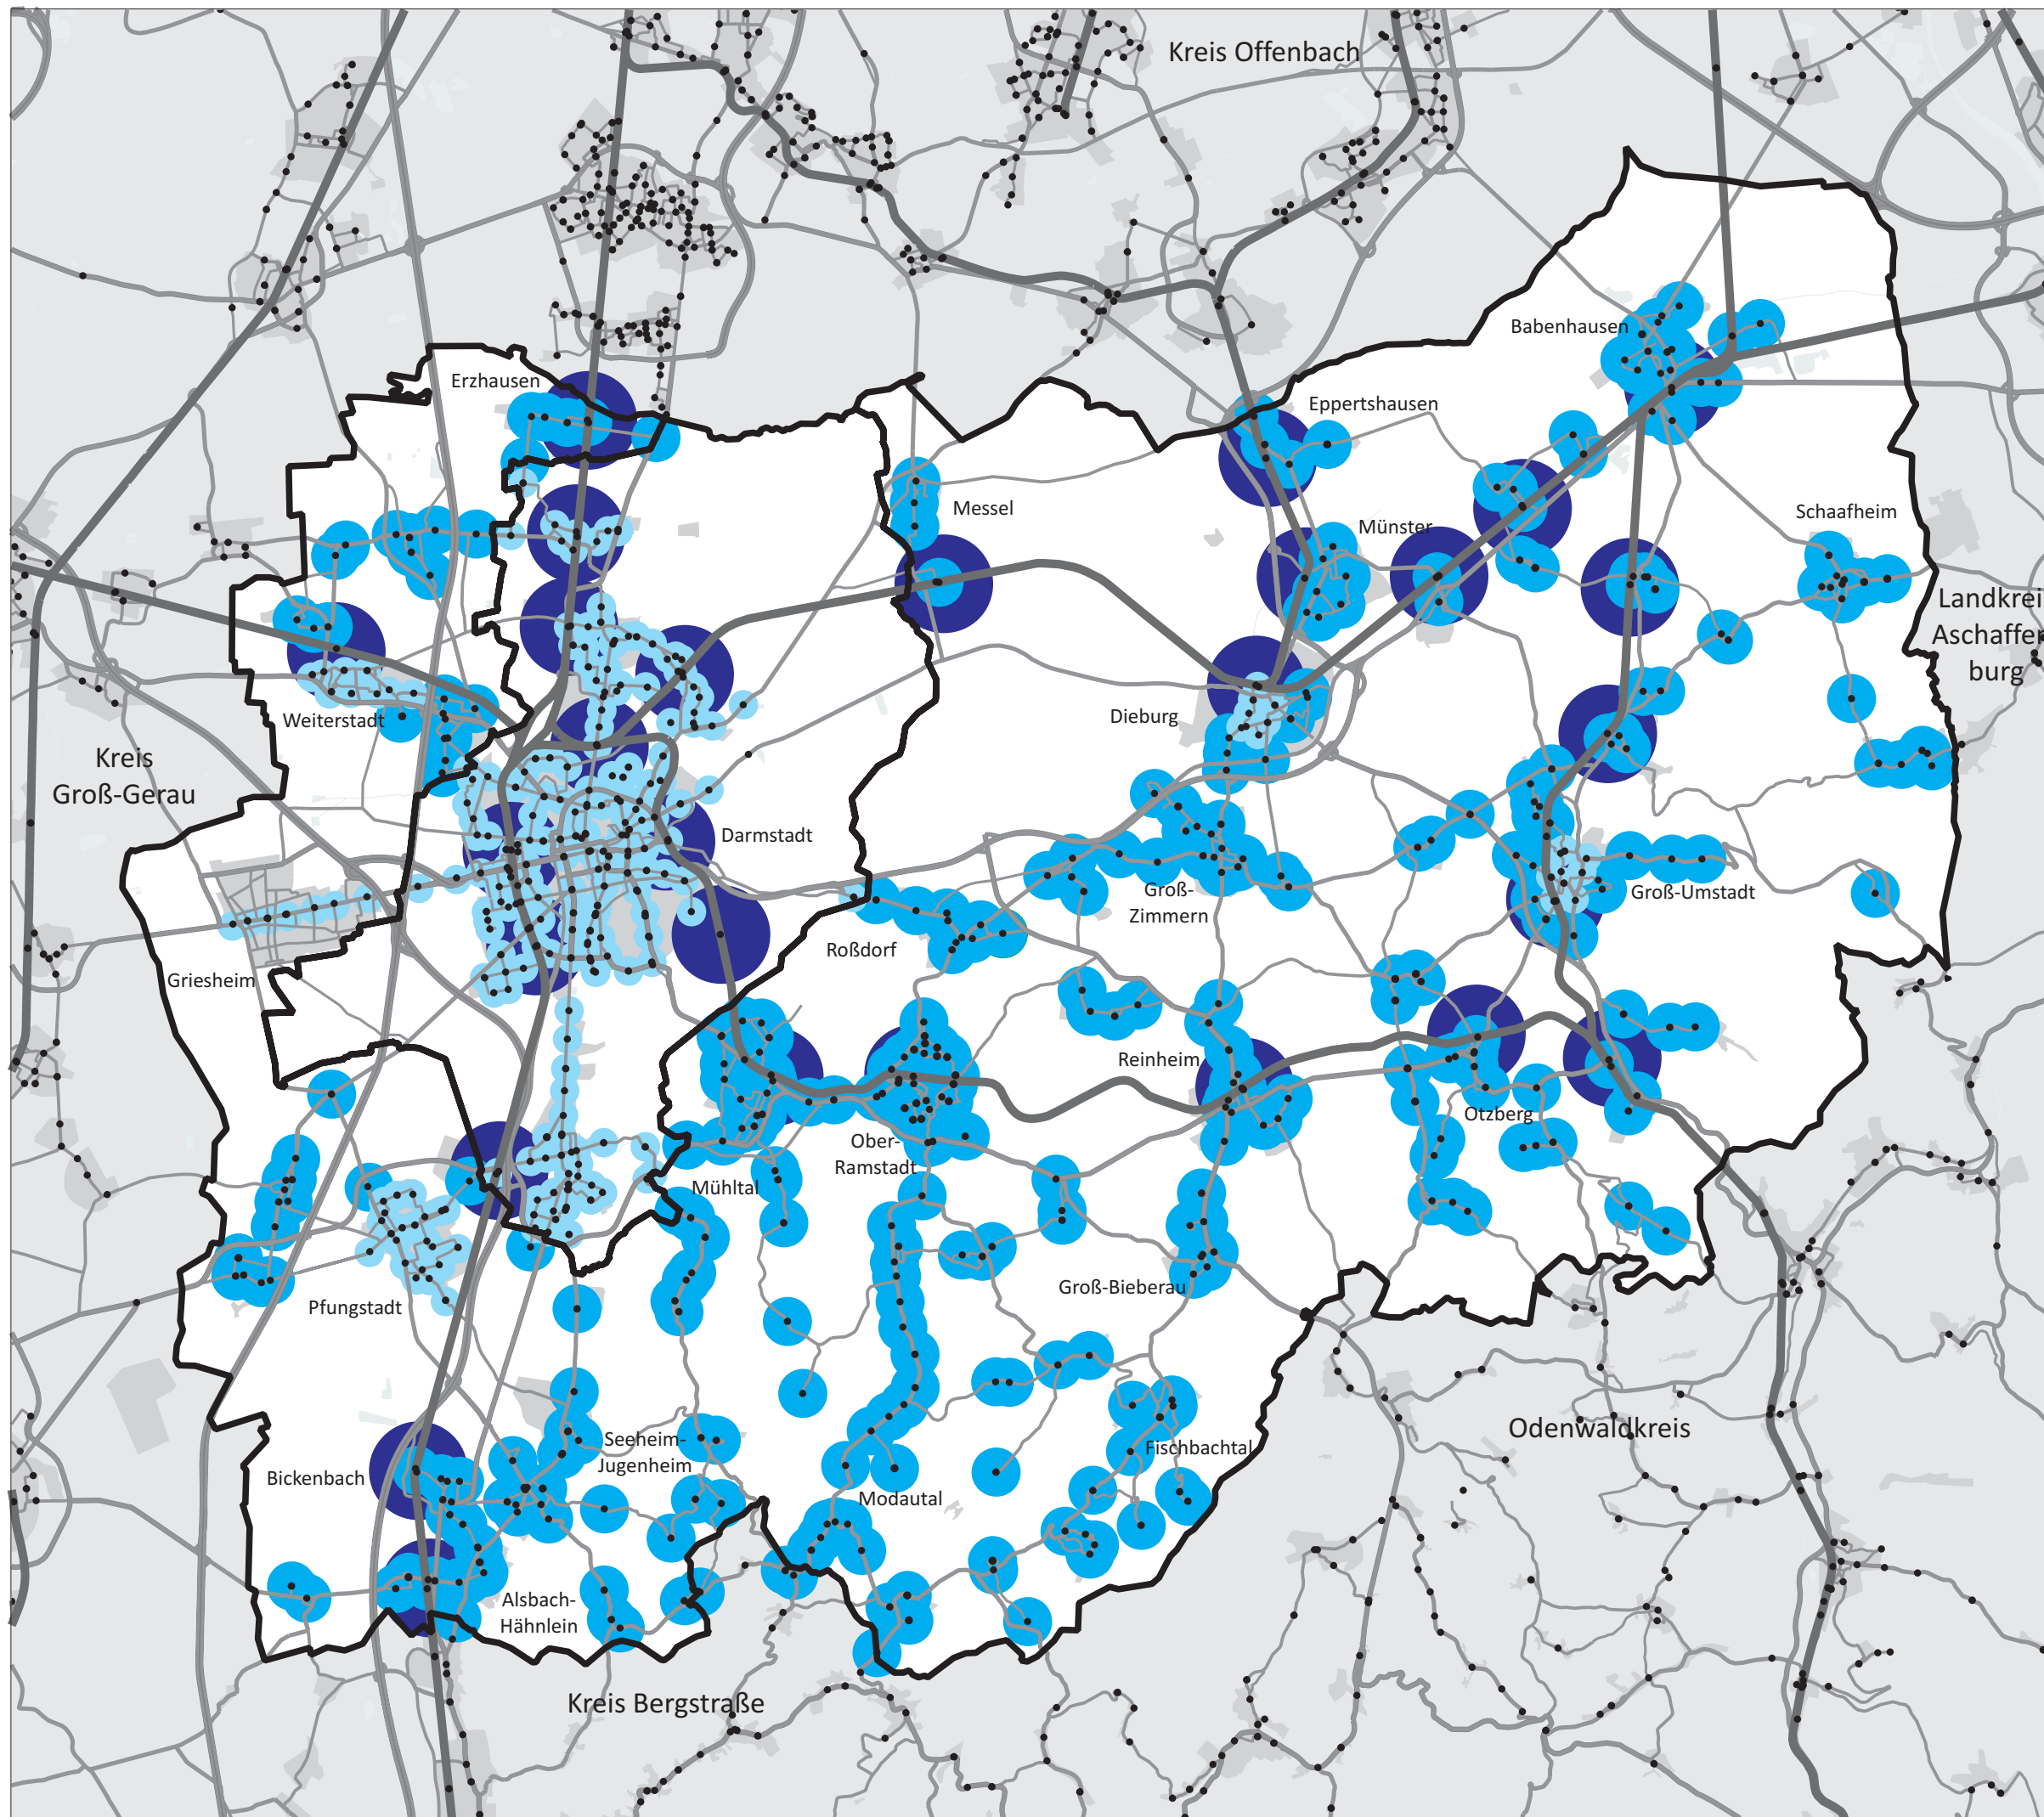 Kreis Offenbach
Babenhausen
Erzhausen
Eppertshausen
Messel
Schaafheim
Münster
Landkrei
Aschaffen
burg
Weiterstadt
Dieburg
Kreis
Groß-Gerau
Darmstadt
Groß-
Zimmern
Groß-Umstadt
Roßdorf
Griesheim
Reinheim
Otzberg
Ober-
Ramstadt
Mühltal
Groß-Bieberau
Pfungstadt
Odenwaldkreis
Seeheim-
Jugenheim
Fischbachtal
Bickenbach
Modautal
Alsbach-
Hähnlein
Kreis Bergstraße